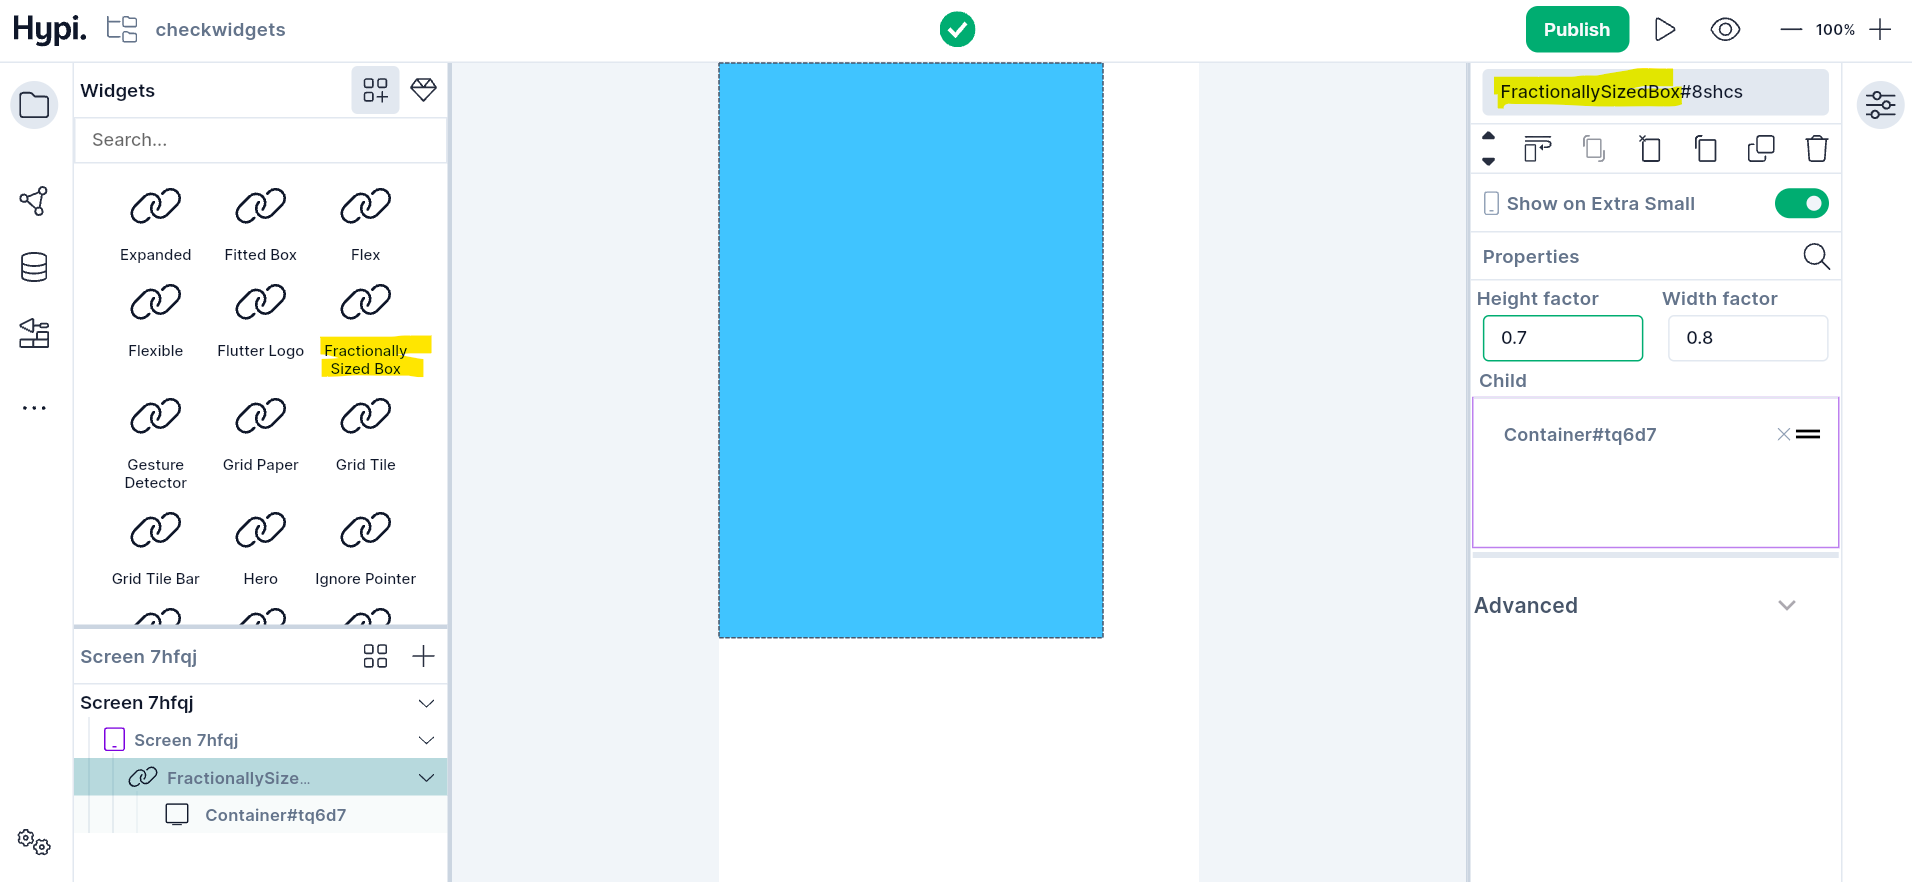 Hypi.
checkwidgets
Publish
100%
Widgets
Search...
Expanded
Fitted Box
Flex
Flexible
Flutter Logo
Fractionally
Sized Box
Gesture
Detector
Grid Paper
Grid Tile
Grid Tile Bar
Hero
Ignore Pointer
Screen 7hfqj
Screen 7hfqj
Screen 7hfqj
FractionallySize...
Container#tq6d7
FractionallySizedBox#8shcs
Show on Extra Small
Properties
Height factor
Width factor
0.7
0.8
Child
Container#tq6d7
Advanced